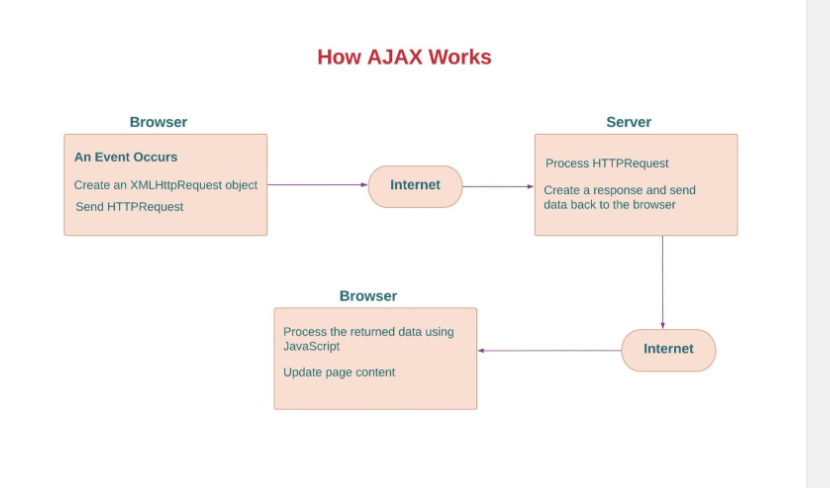 How AJAX Works
Browser
An Event Occurs
Create an XMLHttpRequest object
Send HTTPRequest
Internet
Server
Process HTTPRequest
Create a response and send
data back to the browser
Browser
Process the returned data using
JavaScript
Update page content
Internet